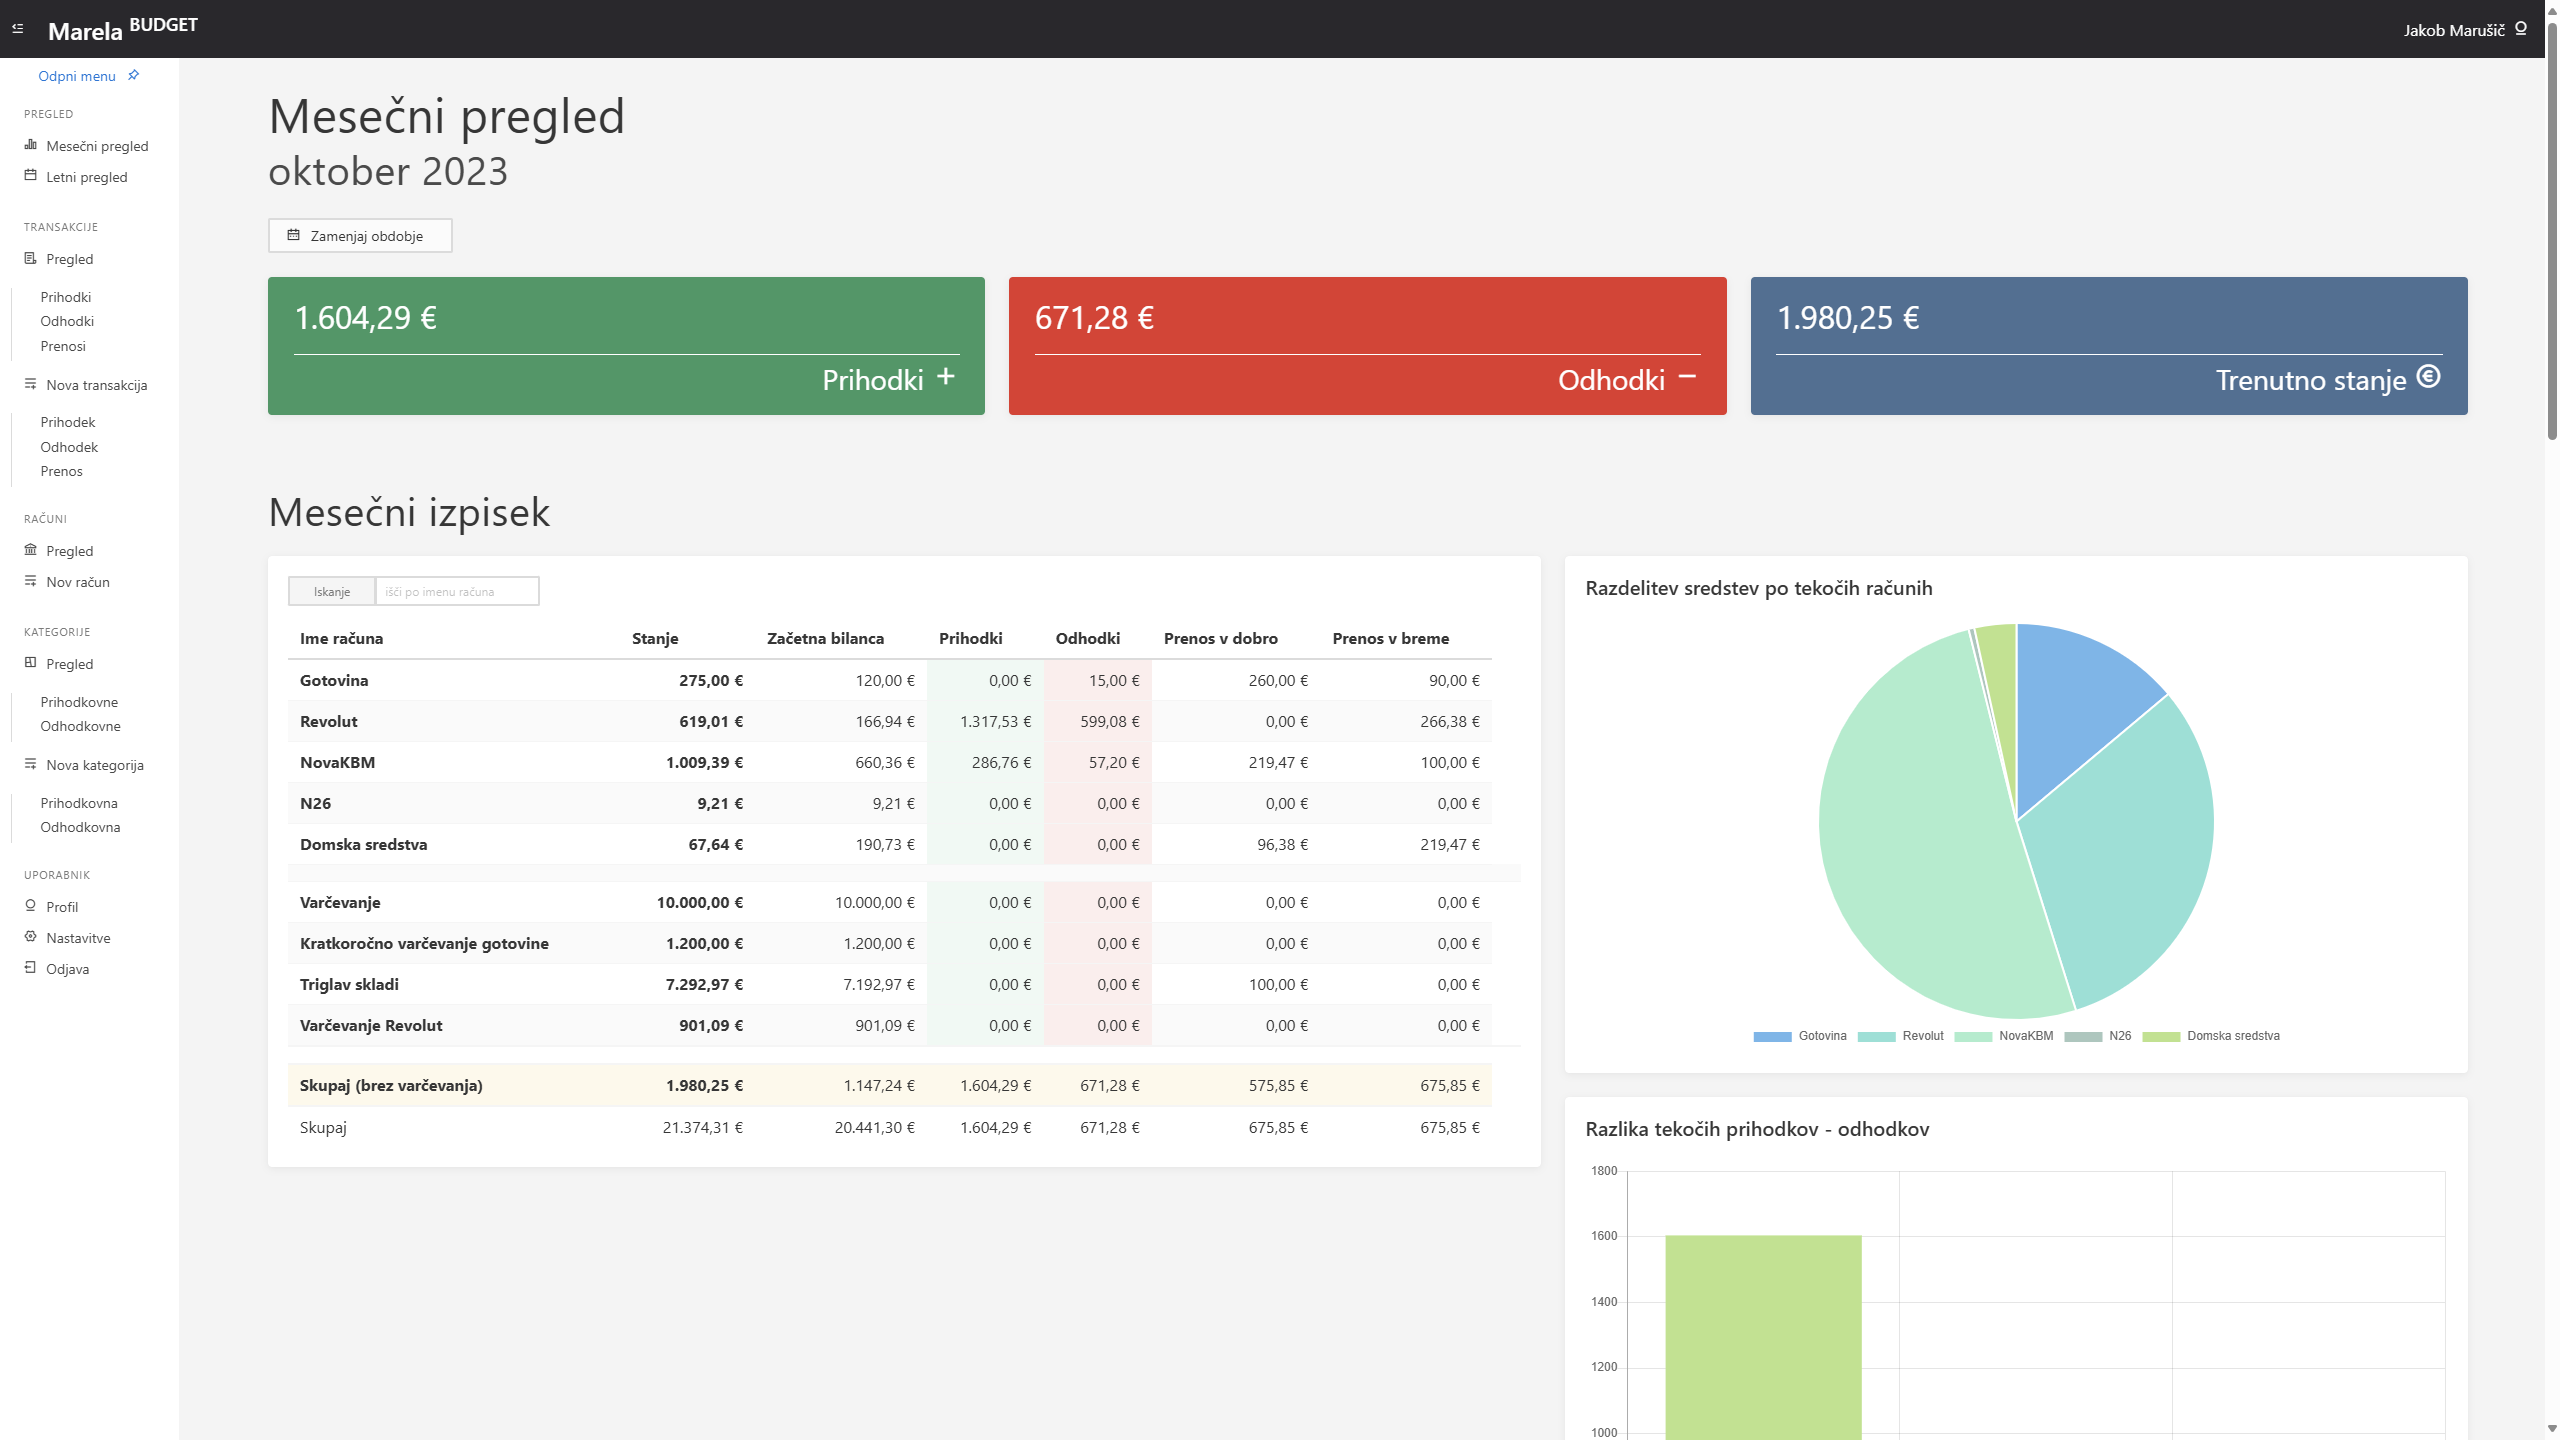 Marela BUDGET
Jakob Marušič
Odpni menu
PREGLED
Mesečni pregled
Letni pregled
TRANSAKCIJE
Pregled
Prihodki
Odhodki
Prenosi
Nova transakcija
Prihodek
Odhodek
Prenos
RAČUNI
Pregled
Nov račun
KATEGORIJE
Pregled
Prihodkovne
Odhodkovne
Nova kategorija
Prihodkovna
Odhodkovna
UPORABNIK
Profil
Nastavitve
Odjava
Mesečni pregled
oktober 2023
Zamenjaj obdobje
1.604,29 €
Prihodki +
671,28 €
Odhodki −
1.980,25 €
Trenutno stanje €
Mesečni izpisek
Iskanje išči po imenu računa
Ime računa Stanje Začetna bilanca Prihodki Odhodki Prenos v dobro Prenos v breme
Gotovina 275,00 € 120,00 € 0,00 € 15,00 € 260,00 € 90,00 €
Revolut 619,01 € 166,94 € 1.317,53 € 599,08 € 0,00 € 266,38 €
NovaKBM 1.009,39 € 660,36 € 286,76 € 57,20 € 219,47 € 100,00 €
N26 9,21 € 9,21 € 0,00 € 0,00 € 0,00 € 0,00 €
Domska sredstva 67,64 € 190,73 € 0,00 € 0,00 € 96,38 € 219,47 €
Varčevanje 10.000,00 € 10.000,00 € 0,00 € 0,00 € 0,00 € 0,00 €
Kratkoročno varčevanje gotovine 1.200,00 € 1.200,00 € 0,00 € 0,00 € 0,00 € 0,00 €
Triglav skladi 7.292,97 € 7.192,97 € 0,00 € 0,00 € 100,00 € 0,00 €
Varčevanje Revolut 901,09 € 901,09 € 0,00 € 0,00 € 0,00 € 0,00 €
Skupaj (brez varčevanja) 1.980,25 € 1.147,24 € 1.604,29 € 671,28 € 575,85 € 675,85 €
Skupaj 21.374,31 € 20.441,30 € 1.604,29 € 671,28 € 675,85 € 675,85 €
Razdelitev sredstev po tekočih računih
Gotovina Revolut NovaKBM N26 Domska sredstva
Razlika tekočih prihodkov - odhodkov
1800
1600
1400
1200
1000